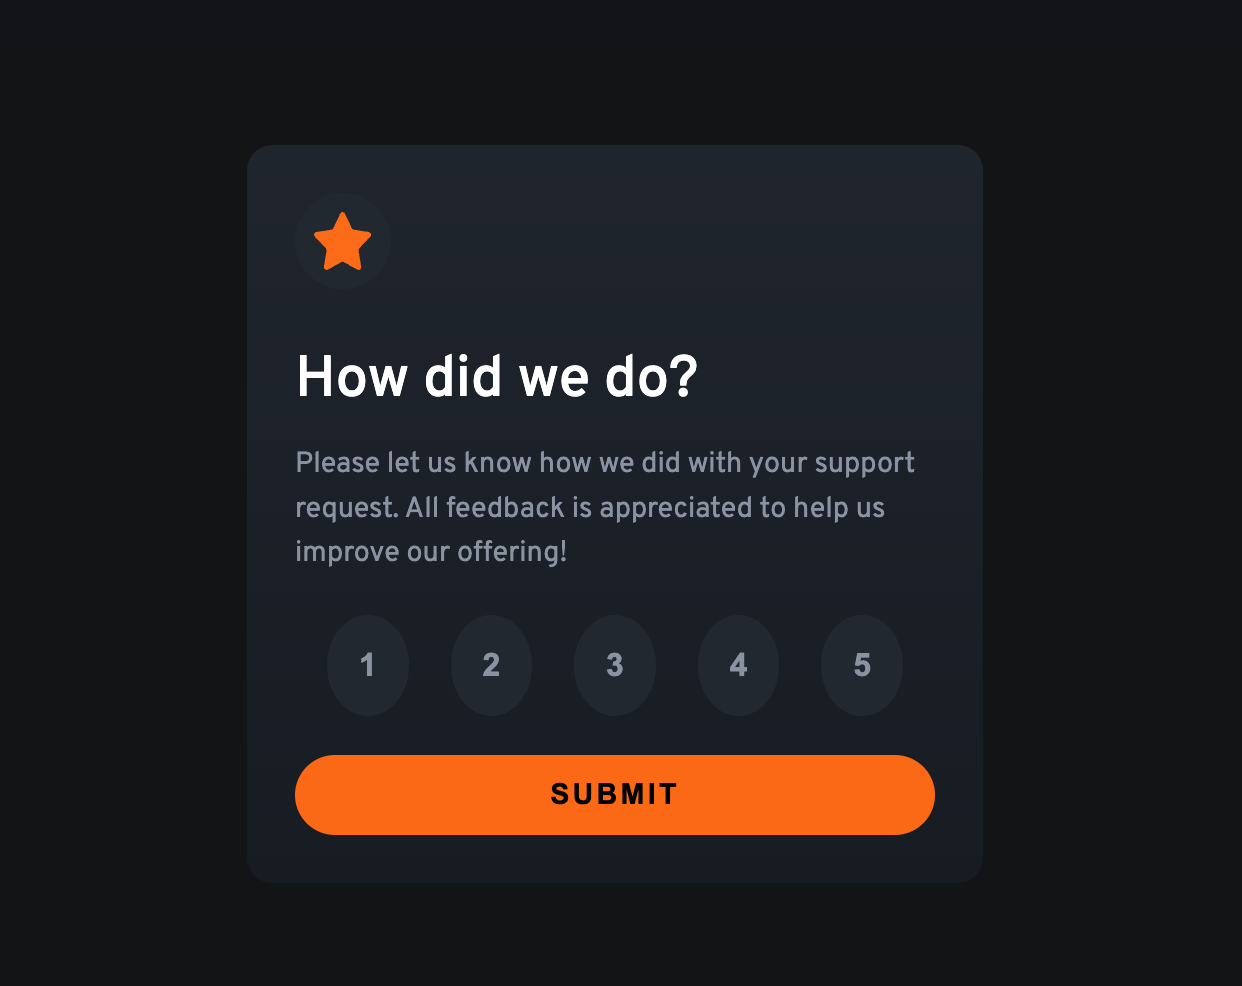 How did we do?
Please let us know how we did with your support
request. All feedback is appreciated to help us
improve our offering!
1 2 3 4 5
SUBMIT